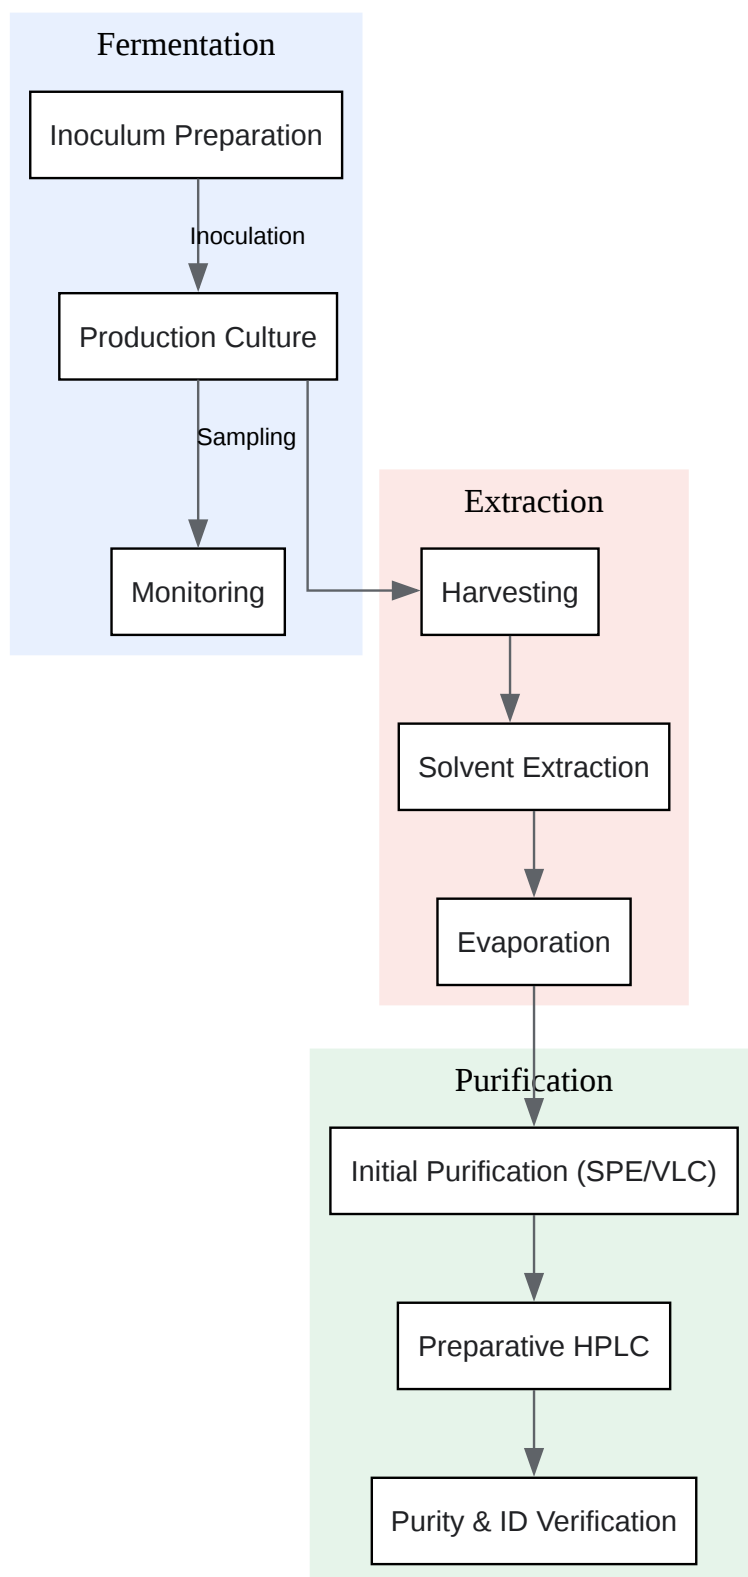 Fermentation
Inoculum Preparation
Inoculation
Production Culture
Sampling
Monitoring
Extraction
Harvesting
Solvent Extraction
Evaporation
Purification
Initial Purification (SPE/VLC)
Preparative HPLC
Purity & ID Verification